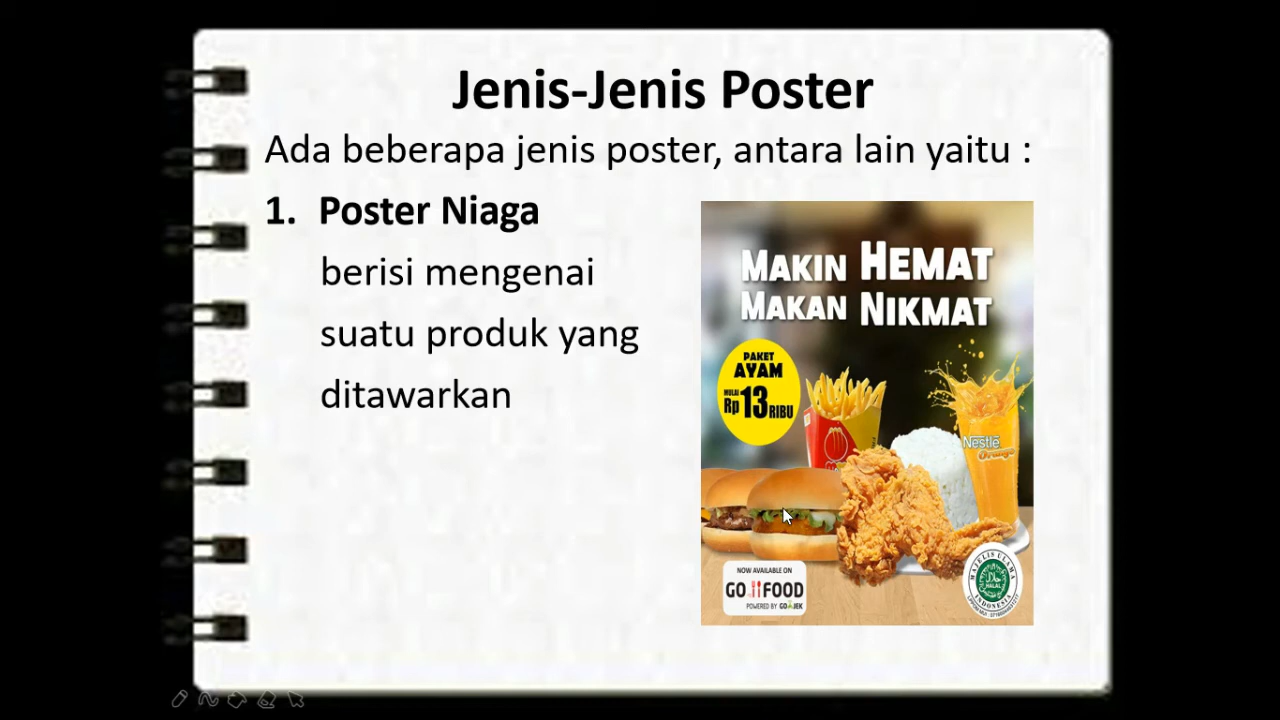 Jenis-Jenis Poster
Ada beberapa jenis poster, antara lain yaitu :
1. Poster Niaga
berisi mengenai
suatu produk yang
ditawarkan
MAKIN HEMAT
MAKAN NIKMAT
PAKET
AYAM
MULAI
Rp 13 RIBU
Nestlē
Orange
NOW AVAILABLE ON
GO FOOD
POWERED BY GOJEK
MAJELIS ULAMA
HALAL
INDONESIA